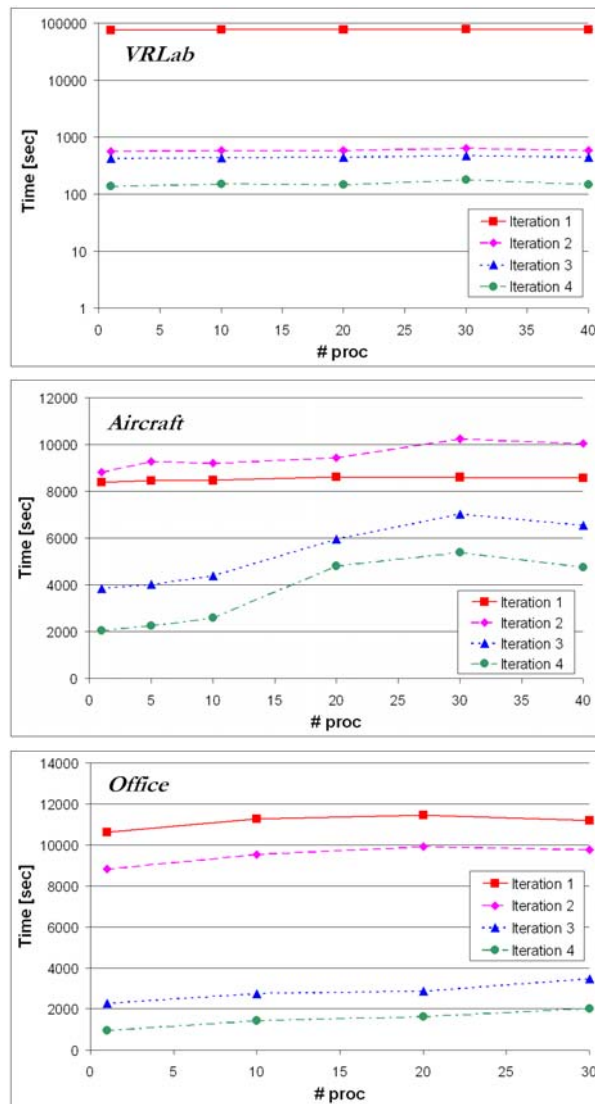 VRLab
100000
10000
1000
100
10
1
Time [sec]
0 5 10 15 20 25 30 35 40
# proc
Iteration 1
Iteration 2
Iteration 3
Iteration 4
Aircraft
12000
10000
8000
6000
4000
2000
0
Time [sec]
0 5 10 15 20 25 30 35 40
# proc
Iteration 1
Iteration 2
Iteration 3
Iteration 4
Office
14000
12000
10000
8000
6000
4000
2000
0
Time [sec]
0 5 10 15 20 25 30
# proc
Iteration 1
Iteration 2
Iteration 3
Iteration 4